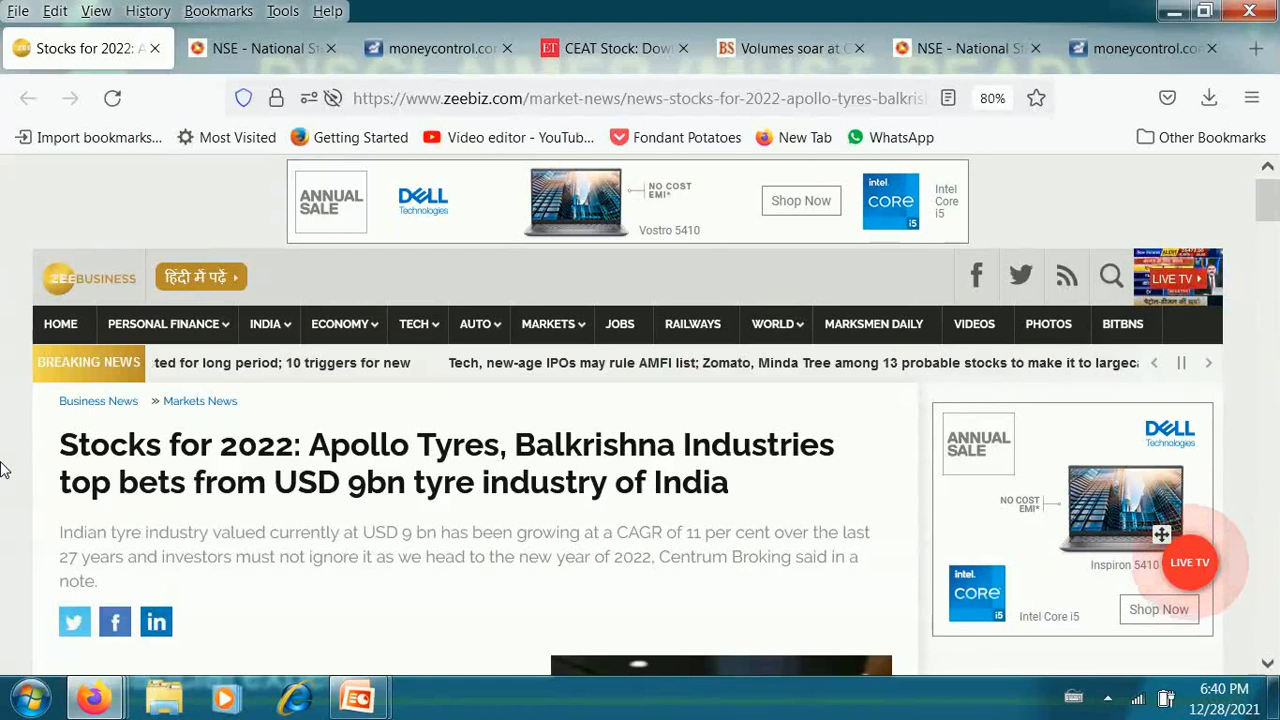 File Edit View History Bookmarks Tools Help
Stocks for 2022: A
NSE - National St
moneycontrol.co
CEAT Stock: Dow
Volumes soar at C
NSE - National St
moneycontrol.co
https://www.zeebiz.com/market-news/news-stocks-for-2022-apollo-tyres-balkris
80%
Import bookmarks... Most Visited Getting Started Video editor - YouTub... Fondant Potatoes New Tab WhatsApp Other Bookmarks
ANNUAL SALE
DELL Technologies
NO COST EMI*
Vostro 5410
Shop Now
intel CORE i5
Intel Core i5
ZEEBUSINESS
हिंदी में पढ़ें
LIVE TV
HOME PERSONAL FINANCE INDIA ECONOMY TECH AUTO MARKETS JOBS RAILWAYS WORLD MARKSMEN DAILY VIDEOS PHOTOS BITBNS
BREAKING NEWS
ted for long period; 10 triggers for new
Tech, new-age IPOs may rule AMFI list; Zomato, Minda Tree among 13 probable stocks to make it to largeca
Business News » Markets News
Stocks for 2022: Apollo Tyres, Balkrishna Industries
top bets from USD 9bn tyre industry of India
Indian tyre industry valued currently at USD 9 bn has been growing at a CAGR of 11 per cent over the last
27 years and investors must not ignore it as we head to the new year of 2022, Centrum Broking said in a
note.
ANNUAL SALE
DELL Technologies
NO COST EMI*
Inspiron 5410
LIVE TV
intel CORE i5
Intel Core i5
Shop Now
6:40 PM
12/28/2021